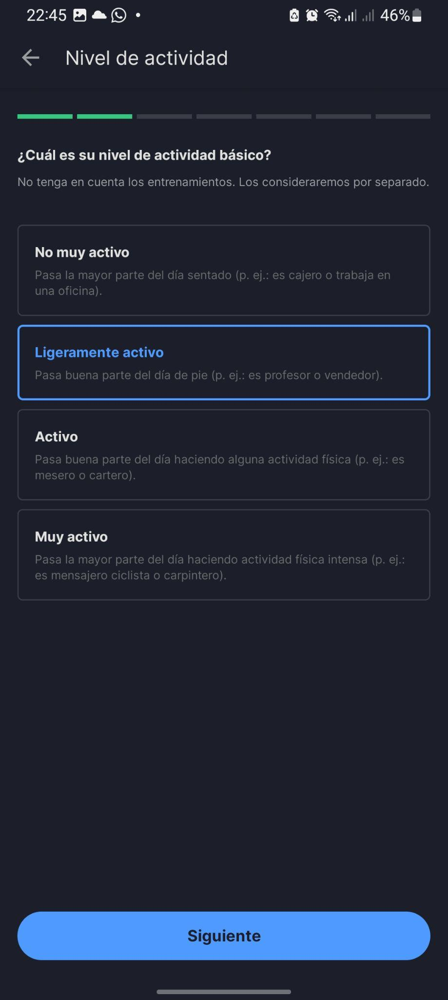 22:45
46%
Nivel de actividad
¿Cuál es su nivel de actividad básico?
No tenga en cuenta los entrenamientos. Los consideraremos por separado.
No muy activo
Pasa la mayor parte del día sentado (p. ej.: es cajero o trabaja en
una oficina).
Ligeramente activo
Pasa buena parte del día de pie (p. ej.: es profesor o vendedor).
Activo
Pasa buena parte del día haciendo alguna actividad física (p. ej.: es
mesero o cartero).
Muy activo
Pasa la mayor parte del día haciendo actividad física intensa (p. ej.:
es mensajero ciclista o carpintero).
Siguiente